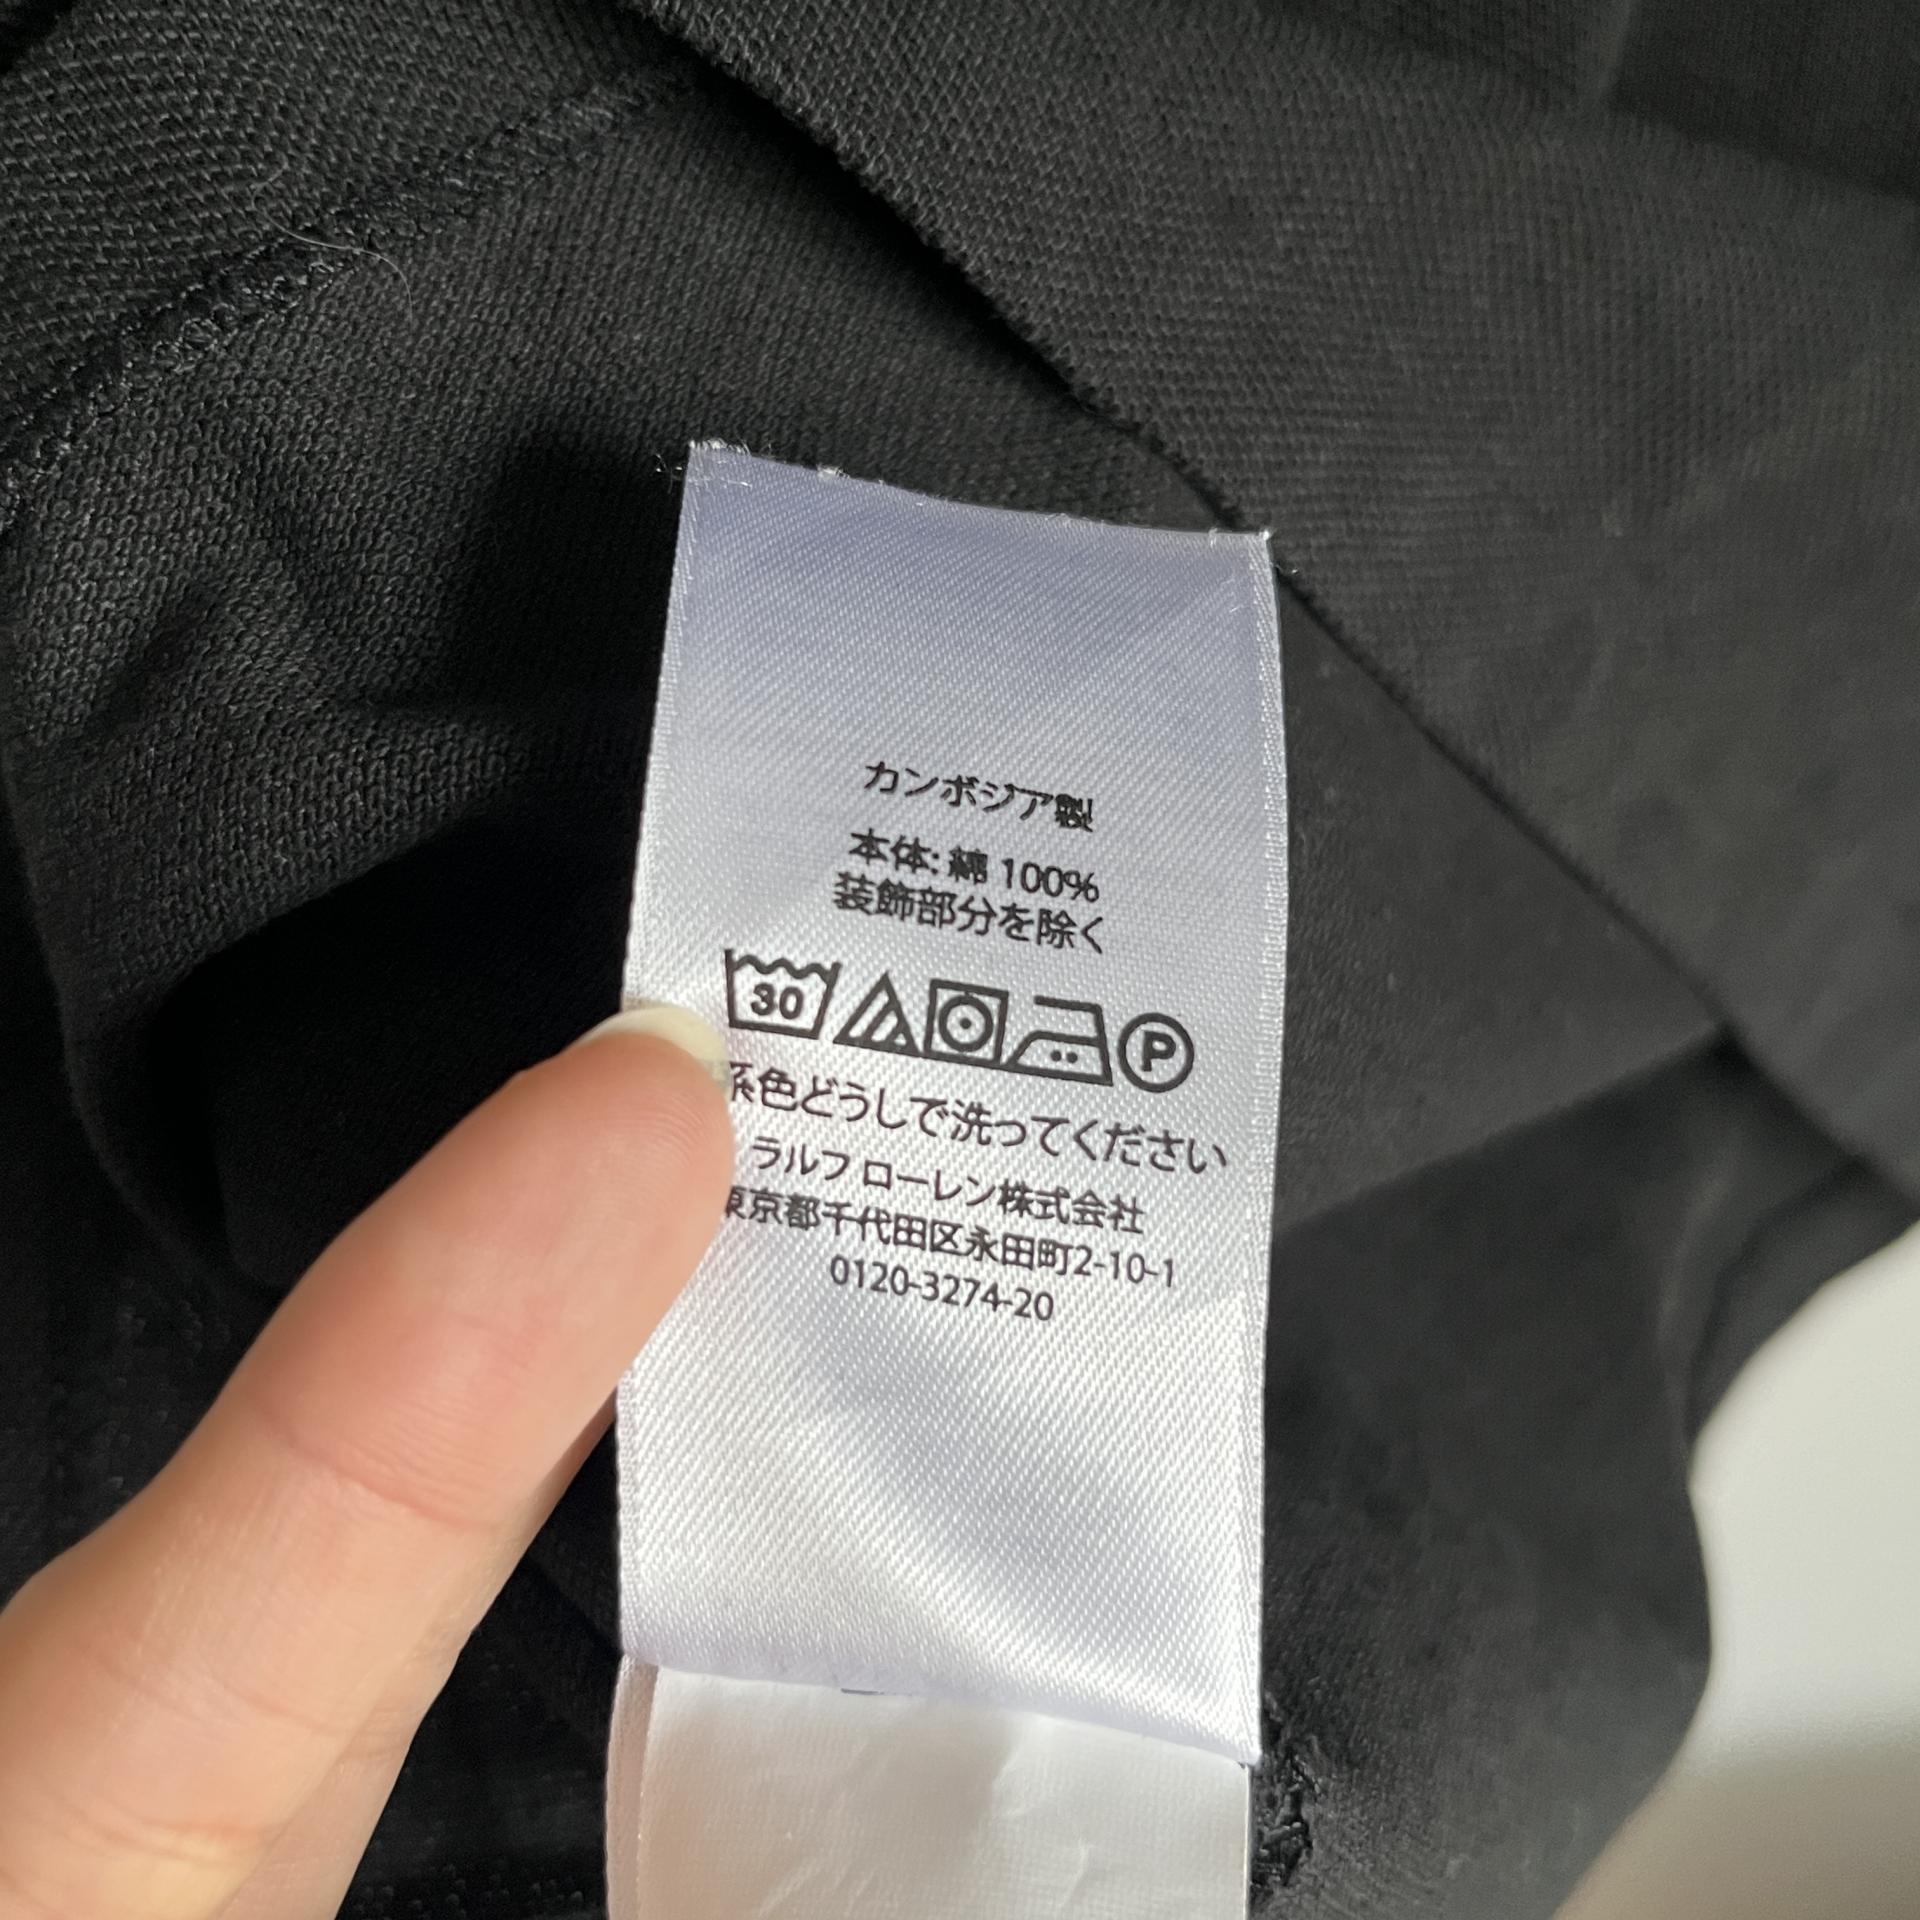 カンボジア製
本体: 綿 100%
装飾部分を除く
30 P
系色どうしで洗ってください
ラルフ ローレン株式会社
東京都千代田区永田町2-10-1
0120-3274-20